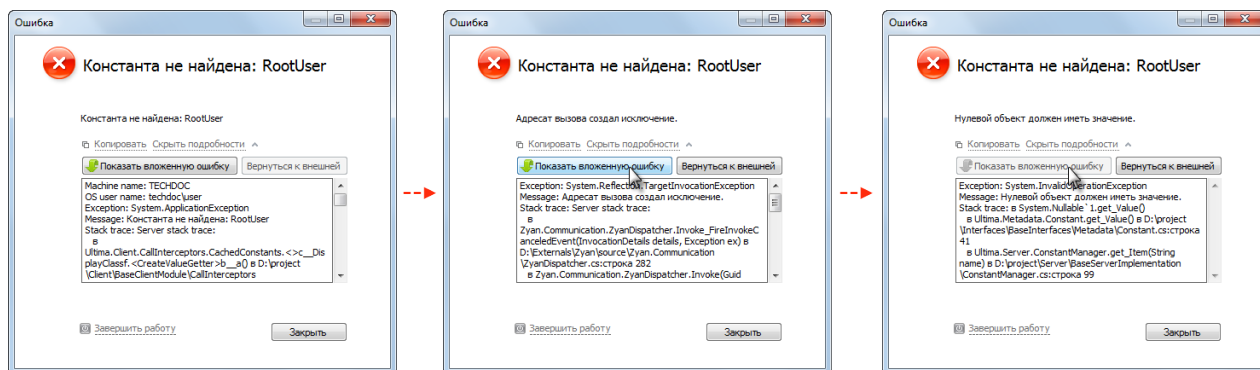 Ошибка
Константа не найдена: RootUser
Константа не найдена: RootUser
Копировать Скрыть подробности
Показать вложенную ошибку Вернуться к внешней
Machine name: TECHDOC
OS user name: techdoc\user
Exception: System.ApplicationException
Message: Константа не найдена: RootUser
Stack trace: Server stack trace:
в
Ultima.Client.CallInterceptors.CachedConstants.<>c__Dis
playClassf.<CreateValueGetter>b__a() в D:\project
\Client\BaseClientModule\CallInterceptors
Завершить работу
Закрыть
Ошибка
Константа не найдена: RootUser
Адресат вызова создал исключение.
Копировать Скрыть подробности
Показать вложенную ошибку Вернуться к внешней
Exception: System.Reflection.TargetInvocationException
Message: Адресат вызова создал исключение.
Stack trace: Server stack trace:
в
Zyan.Communication.ZyanDispatcher.Invoke_FireInvokeC
anceledEvent(InvocationDetails details, Exception ex) в
D:\Externals\Zyan\source\Zyan.Communication
\ZyanDispatcher.cs:строка 282
в Zyan.Communication.ZyanDispatcher.Invoke(Guid
Завершить работу
Закрыть
Ошибка
Константа не найдена: RootUser
Нулевой объект должен иметь значение.
Копировать Скрыть подробности
Показать вложенную ошибку Вернуться к внешней
Exception: System.InvalidOperationException
Message: Нулевой объект должен иметь значение.
Stack trace: в System.Nullable`1.get_Value()
в Ultima.Metadata.Constant.get_Value() в D:\project
\Interfaces\BaseInterfaces\Metadata\Constant.cs:строка
41
в Ultima.Server.ConstantManager.get_Item(String
name) в D:\project\Server\BaseServerImplementation
\ConstantManager.cs:строка 99
Завершить работу
Закрыть